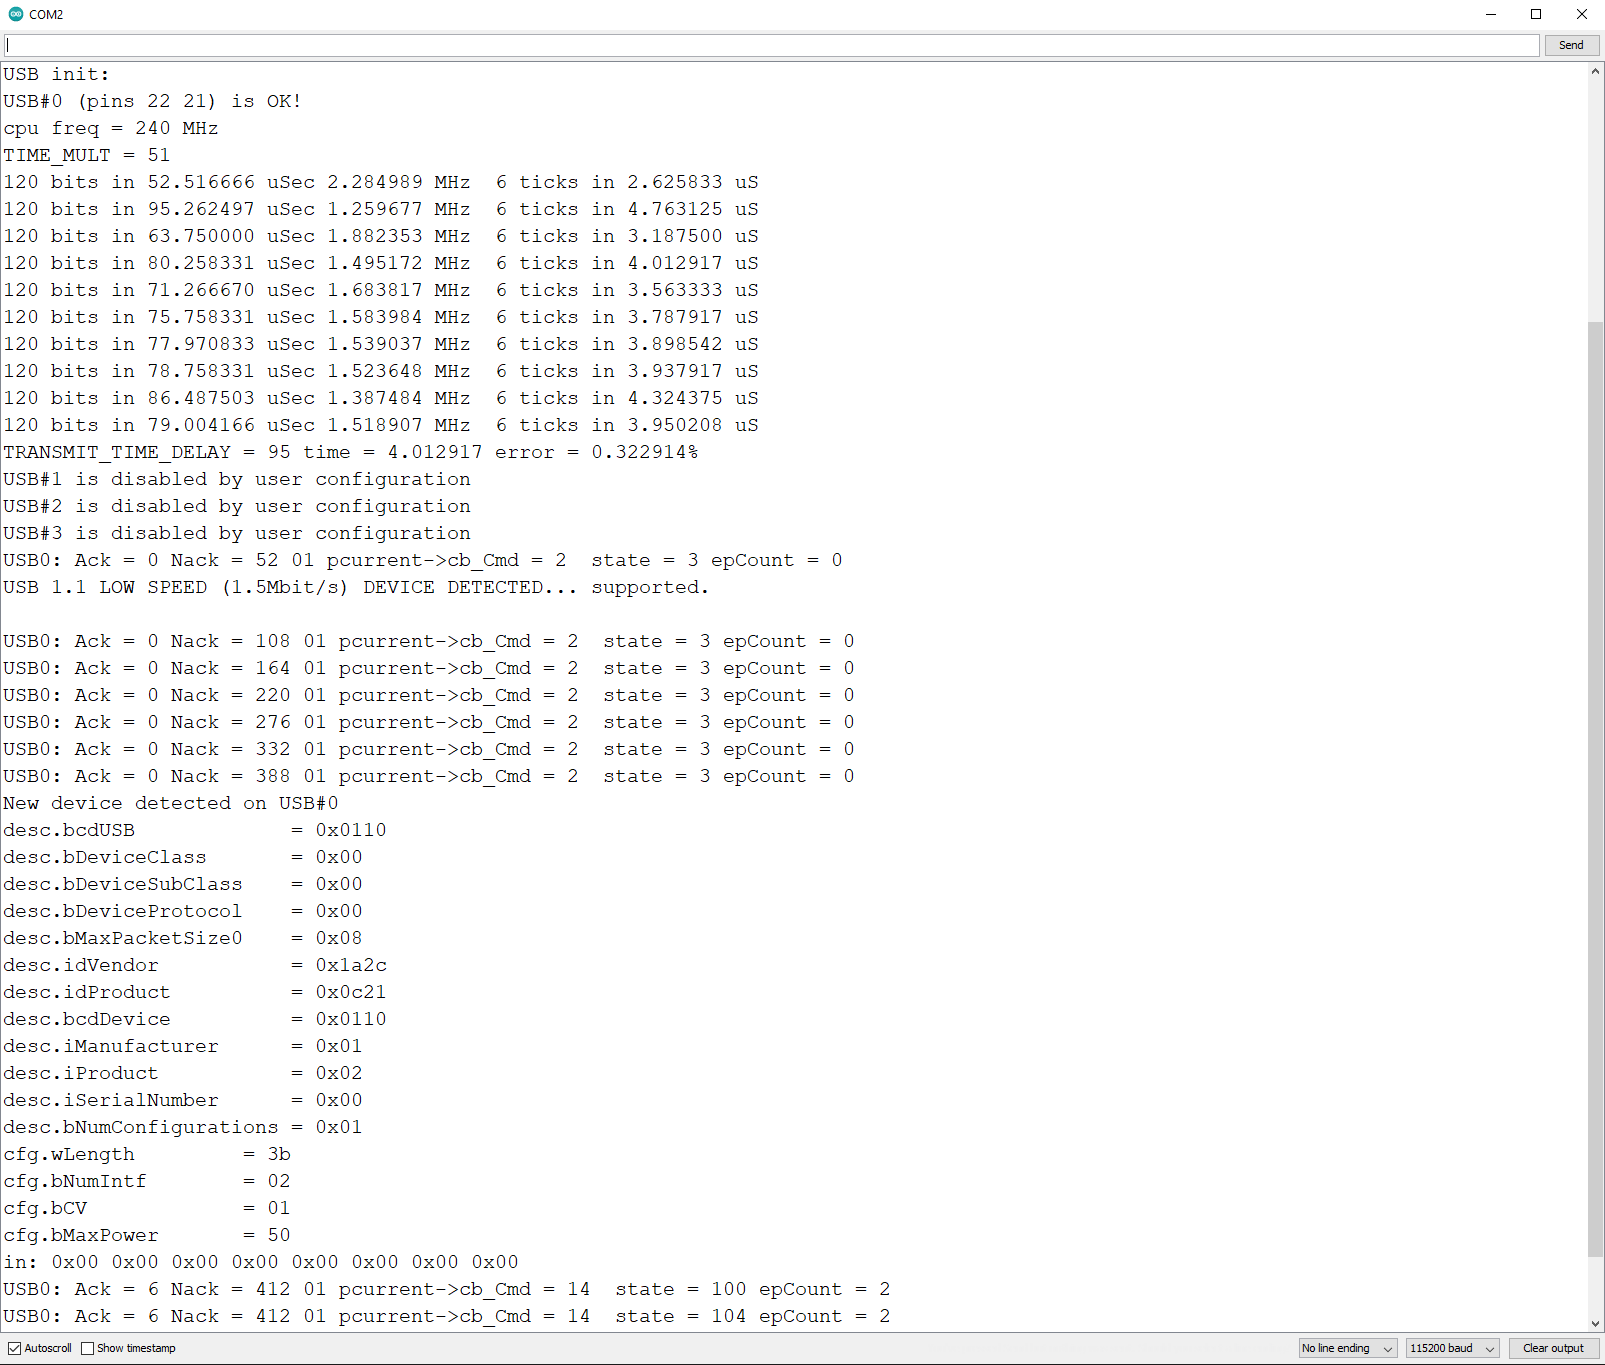 COM2
Send
USB init:
USB#0 (pins 22 21) is OK!
cpu freq = 240 MHz
TIME_MULT = 51
120 bits in 52.516666 uSec 2.284989 MHz  6 ticks in 2.625833 uS
120 bits in 95.262497 uSec 1.259677 MHz  6 ticks in 4.763125 uS
120 bits in 63.750000 uSec 1.882353 MHz  6 ticks in 3.187500 uS
120 bits in 80.258331 uSec 1.495172 MHz  6 ticks in 4.012917 uS
120 bits in 71.266670 uSec 1.683817 MHz  6 ticks in 3.563333 uS
120 bits in 75.758331 uSec 1.583984 MHz  6 ticks in 3.787917 uS
120 bits in 77.970833 uSec 1.539037 MHz  6 ticks in 3.898542 uS
120 bits in 78.758331 uSec 1.523648 MHz  6 ticks in 3.937917 uS
120 bits in 86.487503 uSec 1.387484 MHz  6 ticks in 4.324375 uS
120 bits in 79.004166 uSec 1.518907 MHz  6 ticks in 3.950208 uS
TRANSMIT_TIME_DELAY = 95 time = 4.012917 error = 0.322914%
USB#1 is disabled by user configuration
USB#2 is disabled by user configuration
USB#3 is disabled by user configuration
USB0: Ack = 0 Nack = 52 01 pcurrent->cb_Cmd = 2  state = 3 epCount = 0
USB 1.1 LOW SPEED (1.5Mbit/s) DEVICE DETECTED... supported.
USB0: Ack = 0 Nack = 108 01 pcurrent->cb_Cmd = 2  state = 3 epCount = 0
USB0: Ack = 0 Nack = 164 01 pcurrent->cb_Cmd = 2  state = 3 epCount = 0
USB0: Ack = 0 Nack = 220 01 pcurrent->cb_Cmd = 2  state = 3 epCount = 0
USB0: Ack = 0 Nack = 276 01 pcurrent->cb_Cmd = 2  state = 3 epCount = 0
USB0: Ack = 0 Nack = 332 01 pcurrent->cb_Cmd = 2  state = 3 epCount = 0
USB0: Ack = 0 Nack = 388 01 pcurrent->cb_Cmd = 2  state = 3 epCount = 0
New device detected on USB#0
desc.bcdUSB             = 0x0110
desc.bDeviceClass       = 0x00
desc.bDeviceSubClass    = 0x00
desc.bDeviceProtocol    = 0x00
desc.bMaxPacketSize0    = 0x08
desc.idVendor           = 0x1a2c
desc.idProduct          = 0x0c21
desc.bcdDevice          = 0x0110
desc.iManufacturer      = 0x01
desc.iProduct           = 0x02
desc.iSerialNumber      = 0x00
desc.bNumConfigurations = 0x01
cfg.wLength         = 3b
cfg.bNumIntf        = 02
cfg.bCV             = 01
cfg.bMaxPower       = 50
in: 0x00 0x00 0x00 0x00 0x00 0x00 0x00 0x00
USB0: Ack = 6 Nack = 412 01 pcurrent->cb_Cmd = 14  state = 100 epCount = 2
USB0: Ack = 6 Nack = 412 01 pcurrent->cb_Cmd = 14  state = 104 epCount = 2
Autoscroll Show timestamp No line ending 115200 baud Clear output